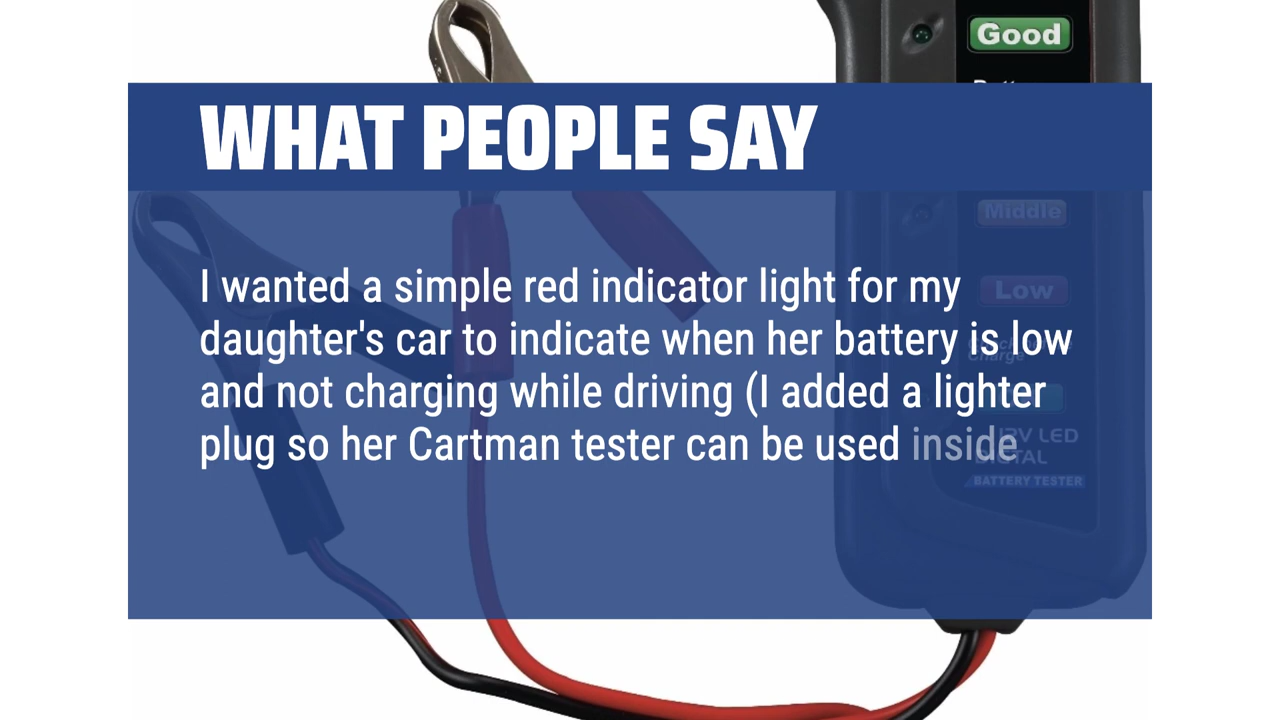 Good
WHAT PEOPLE SAY
Middle
I wanted a simple red indicator light for my
Low
daughter's car to indicate when her battery is low
Charge
and not charging while driving (I added a lighter
plug so her Cartman tester can be used inside
12V LED
DIGITAL
BATTERY TESTER